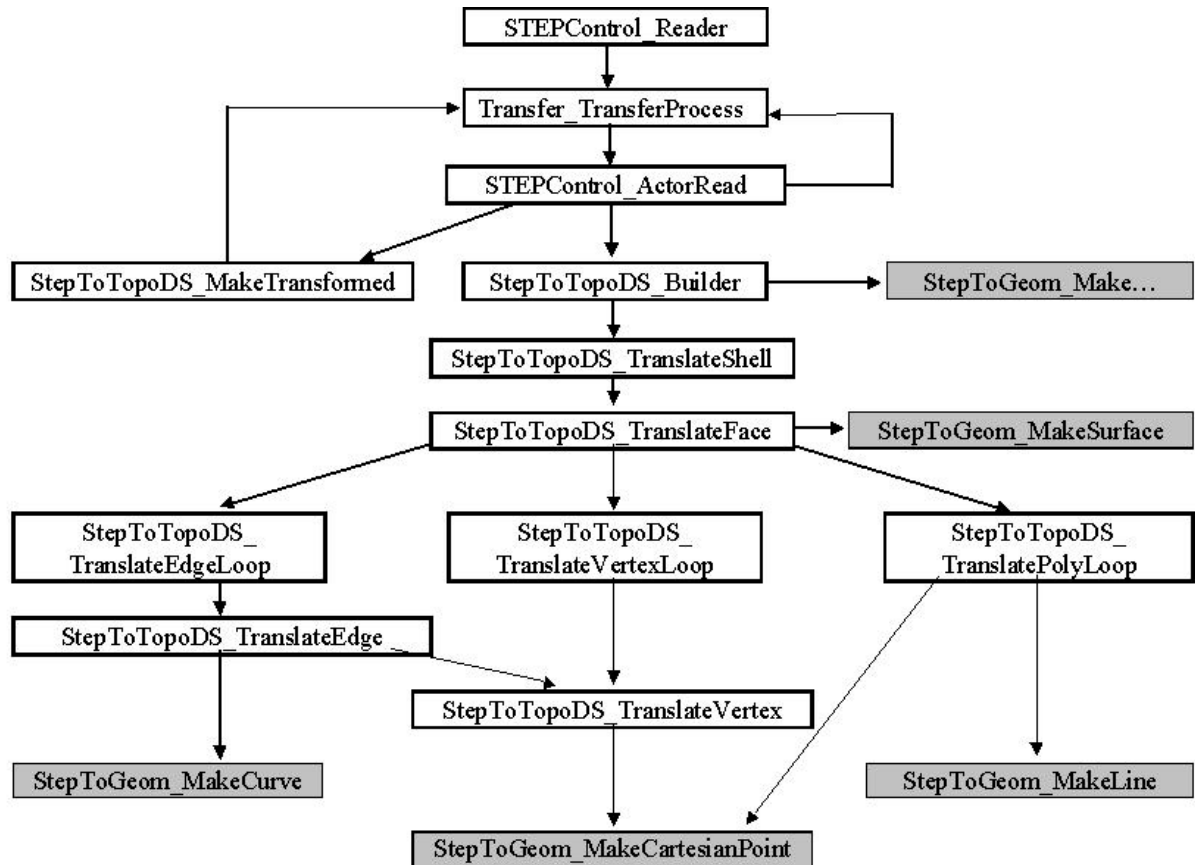 STEPControl_Reader
Transfer_TransferProcess
STEPControl_ActorRead
StepToTopoDS_MakeTransformed
StepToTopoDS_Builder
StepToGeom_Make…
StepToTopoDS_TranslateShell
StepToTopoDS_TranslateFace
StepToGeom_MakeSurface
StepToTopoDS_
TranslateEdgeLoop
StepToTopoDS_
TranslateVertexLoop
StepToTopoDS_
TranslatePolyLoop
StepToTopoDS_TranslateEdge
StepToTopoDS_TranslateVertex
StepToGeom_MakeCurve
StepToGeom_MakeLine
StepToGeom_MakeCartesianPoint